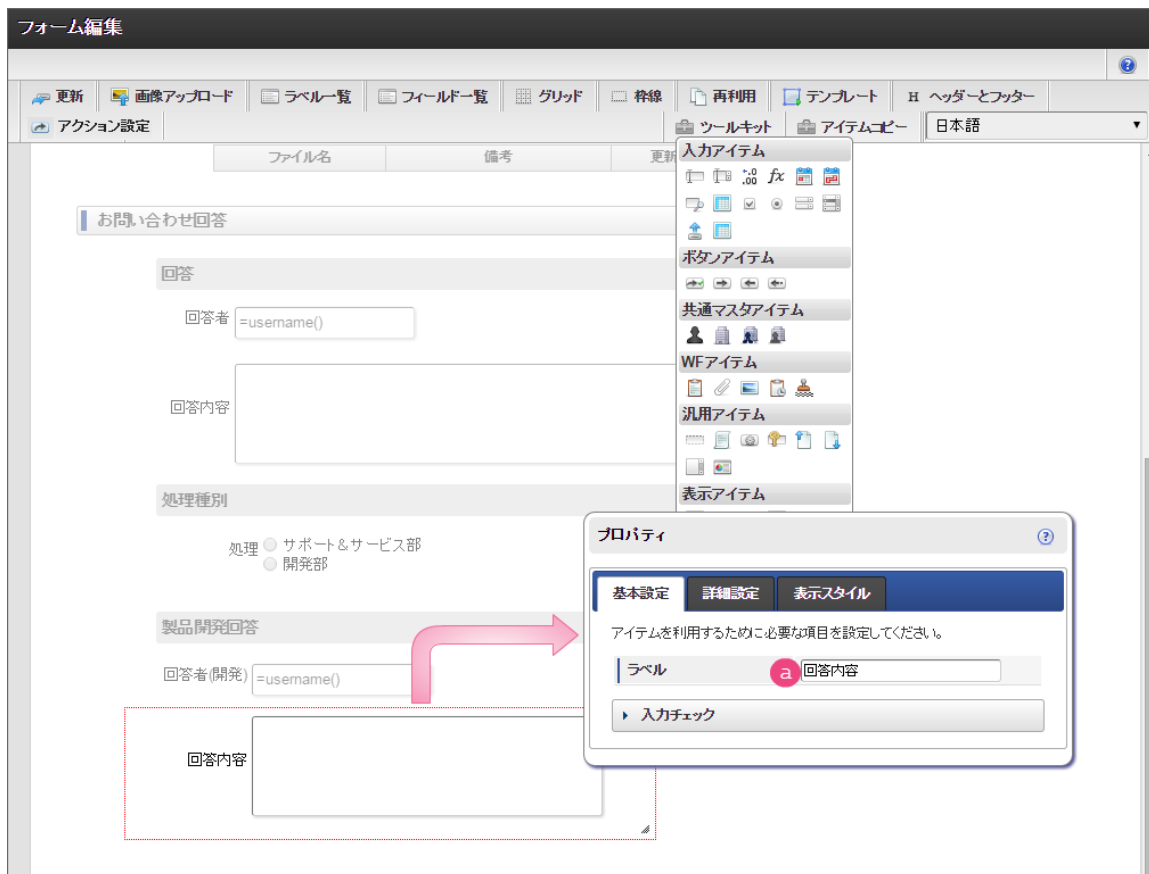 フォーム編集
更新 画像アップロード ラベル一覧 フィールド一覧 グリッド 枠線 再利用 テンプレート H ヘッダーとフッター
アクション設定 ツールキット アイテムコピー 日本語
ファイル名 備考 更新
入力アイテム
fx
お問い合わせ回答
ボタンアイテム
回答
共通マスタアイテム
回答者 =username()
WFアイテム
回答内容
汎用アイテム
処理種別
表示アイテム
処理 サポート&サービス部
開発部
製品開発回答
回答者(開発) =username()
回答内容
プロパティ
基本設定 詳細設定 表示スタイル
アイテムを利用するために必要な項目を設定してください。
ラベル a 回答内容
入力チェック